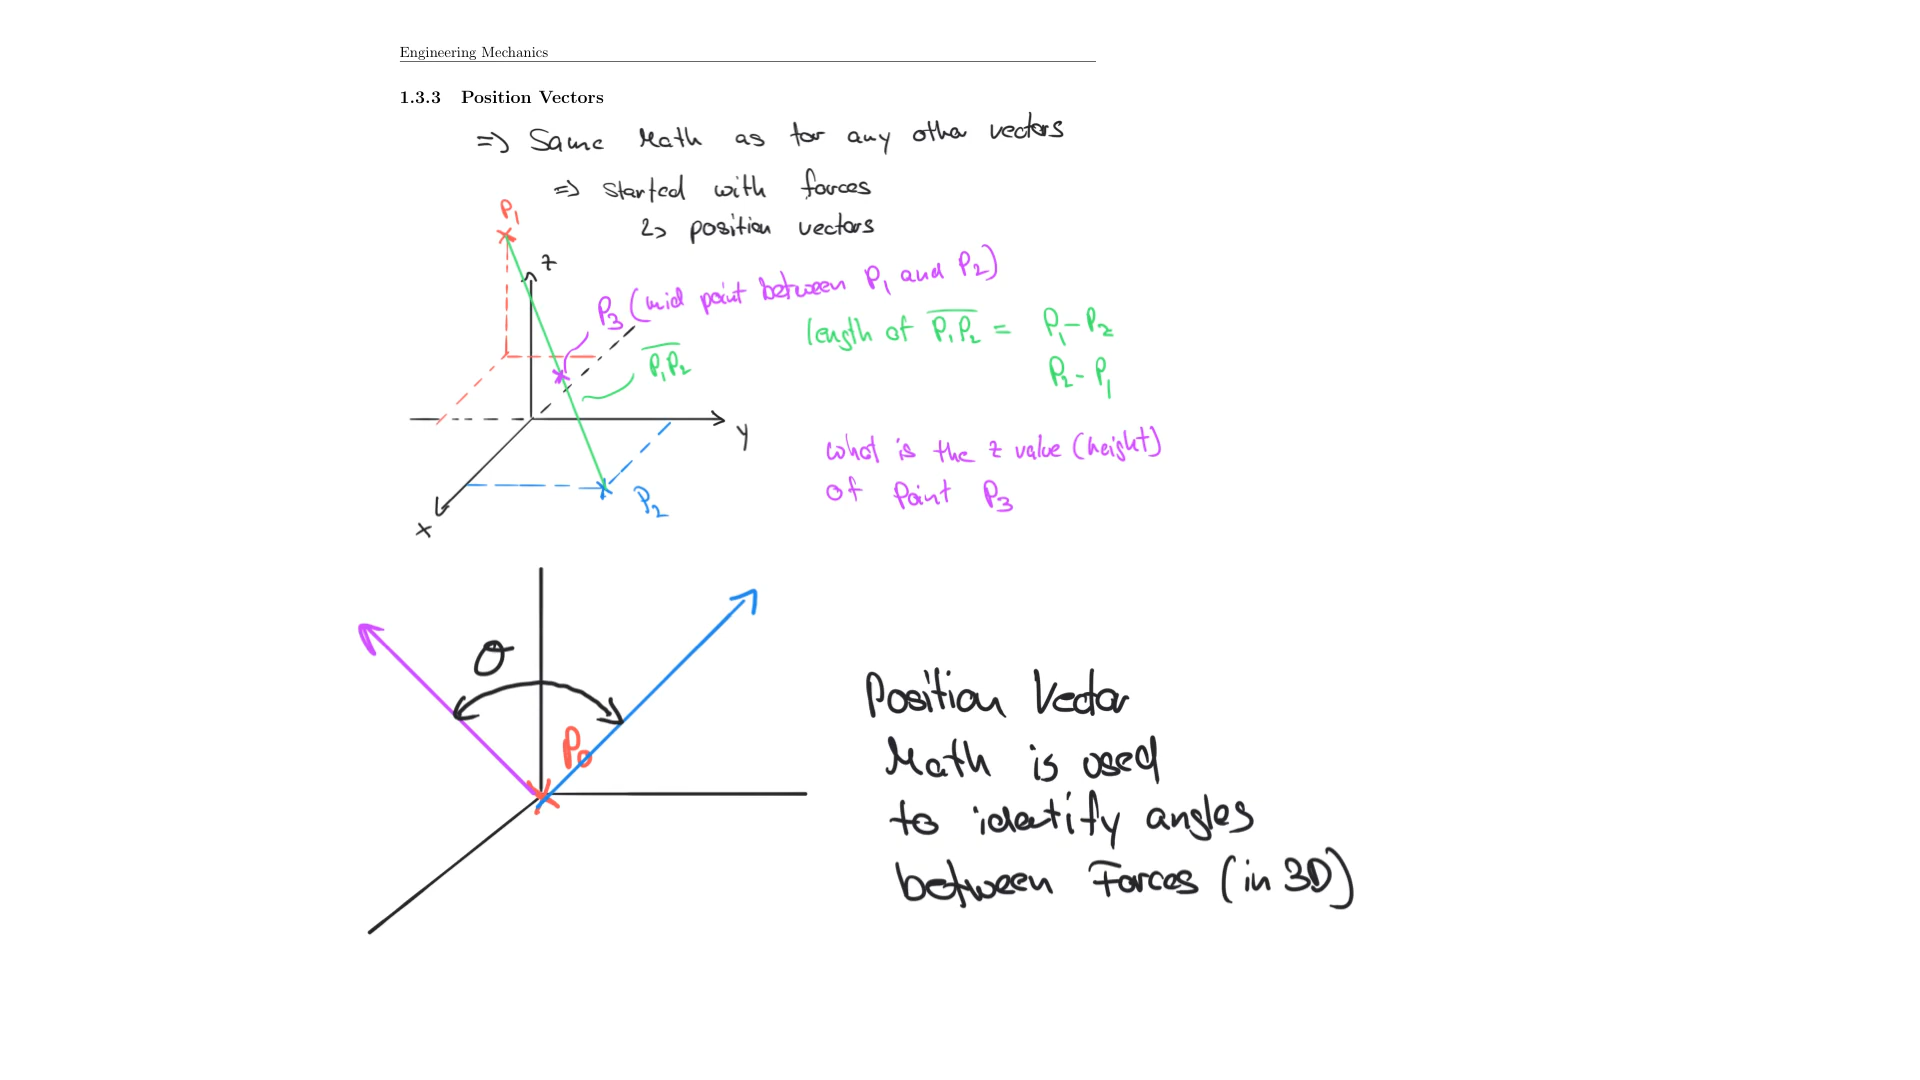 Engineering Mechanics
1.3.3 Position Vectors
=> Same Math as for any other vectors
=> started with forces
2> position vectors
P1
z
P3 (mid point between P1 and P2)
length of P1P2 = P1-P2
P2-P1
P1P2
y
What is the z value (height)
of Point P3
P2
x
θ
P0
Position Vector
Math is used
to identify angles
between Forces (in 3D)